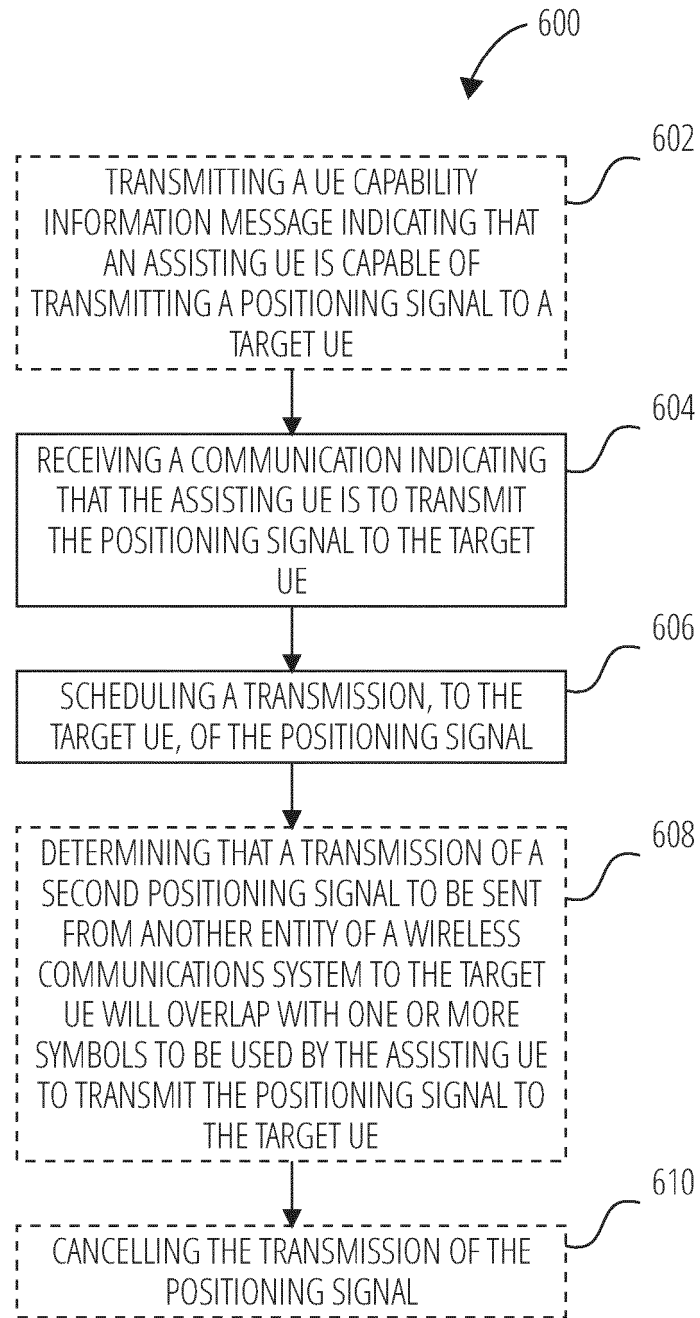 600
602
TRANSMITTING A UE CAPABILITY
INFORMATION MESSAGE INDICATING THAT
AN ASSISTING UE IS CAPABLE OF
TRANSMITTING A POSITIONING SIGNAL TO A
TARGET UE
604
RECEIVING A COMMUNICATION INDICATING
THAT THE ASSISTING UE IS TO TRANSMIT
THE POSITIONING SIGNAL TO THE TARGET
UE
606
SCHEDULING A TRANSMISSION, TO THE
TARGET UE, OF THE POSITIONING SIGNAL
608
DETERMINING THAT A TRANSMISSION OF A
SECOND POSITIONING SIGNAL TO BE SENT
FROM ANOTHER ENTITY OF A WIRELESS
COMMUNICATIONS SYSTEM TO THE TARGET
UE WILL OVERLAP WITH ONE OR MORE
SYMBOLS TO BE USED BY THE ASSISTING UE
TO TRANSMIT THE POSITIONING SIGNAL TO
THE TARGET UE
610
CANCELLING THE TRANSMISSION OF THE
POSITIONING SIGNAL